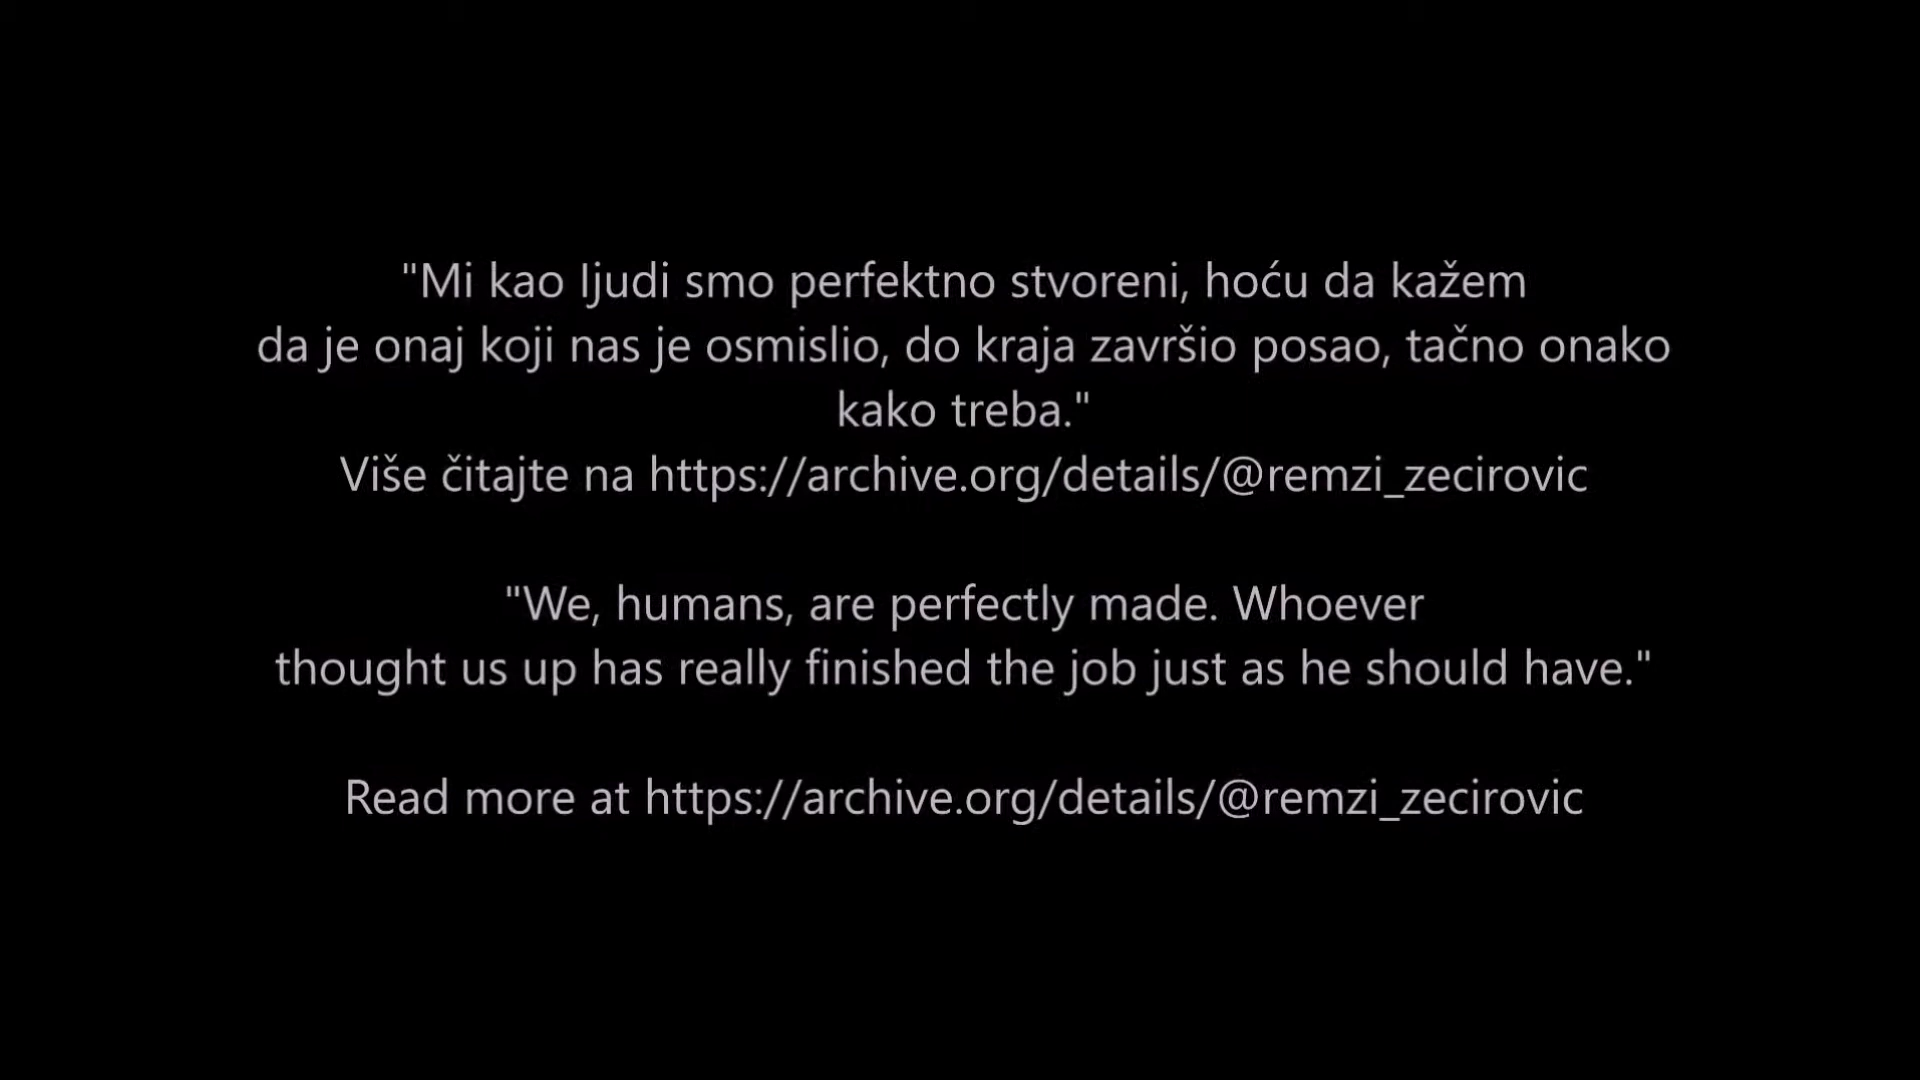 "Mi kao ljudi smo perfektno stvoreni, hoću da kažem
da je onaj koji nas je osmislio, do kraja završio posao, tačno onako
kako treba."
Više čitajte na https://archive.org/details/@remzi_zecirovic
"We, humans, are perfectly made. Whoever
thought us up has really finished the job just as he should have."
Read more at https://archive.org/details/@remzi_zecirovic